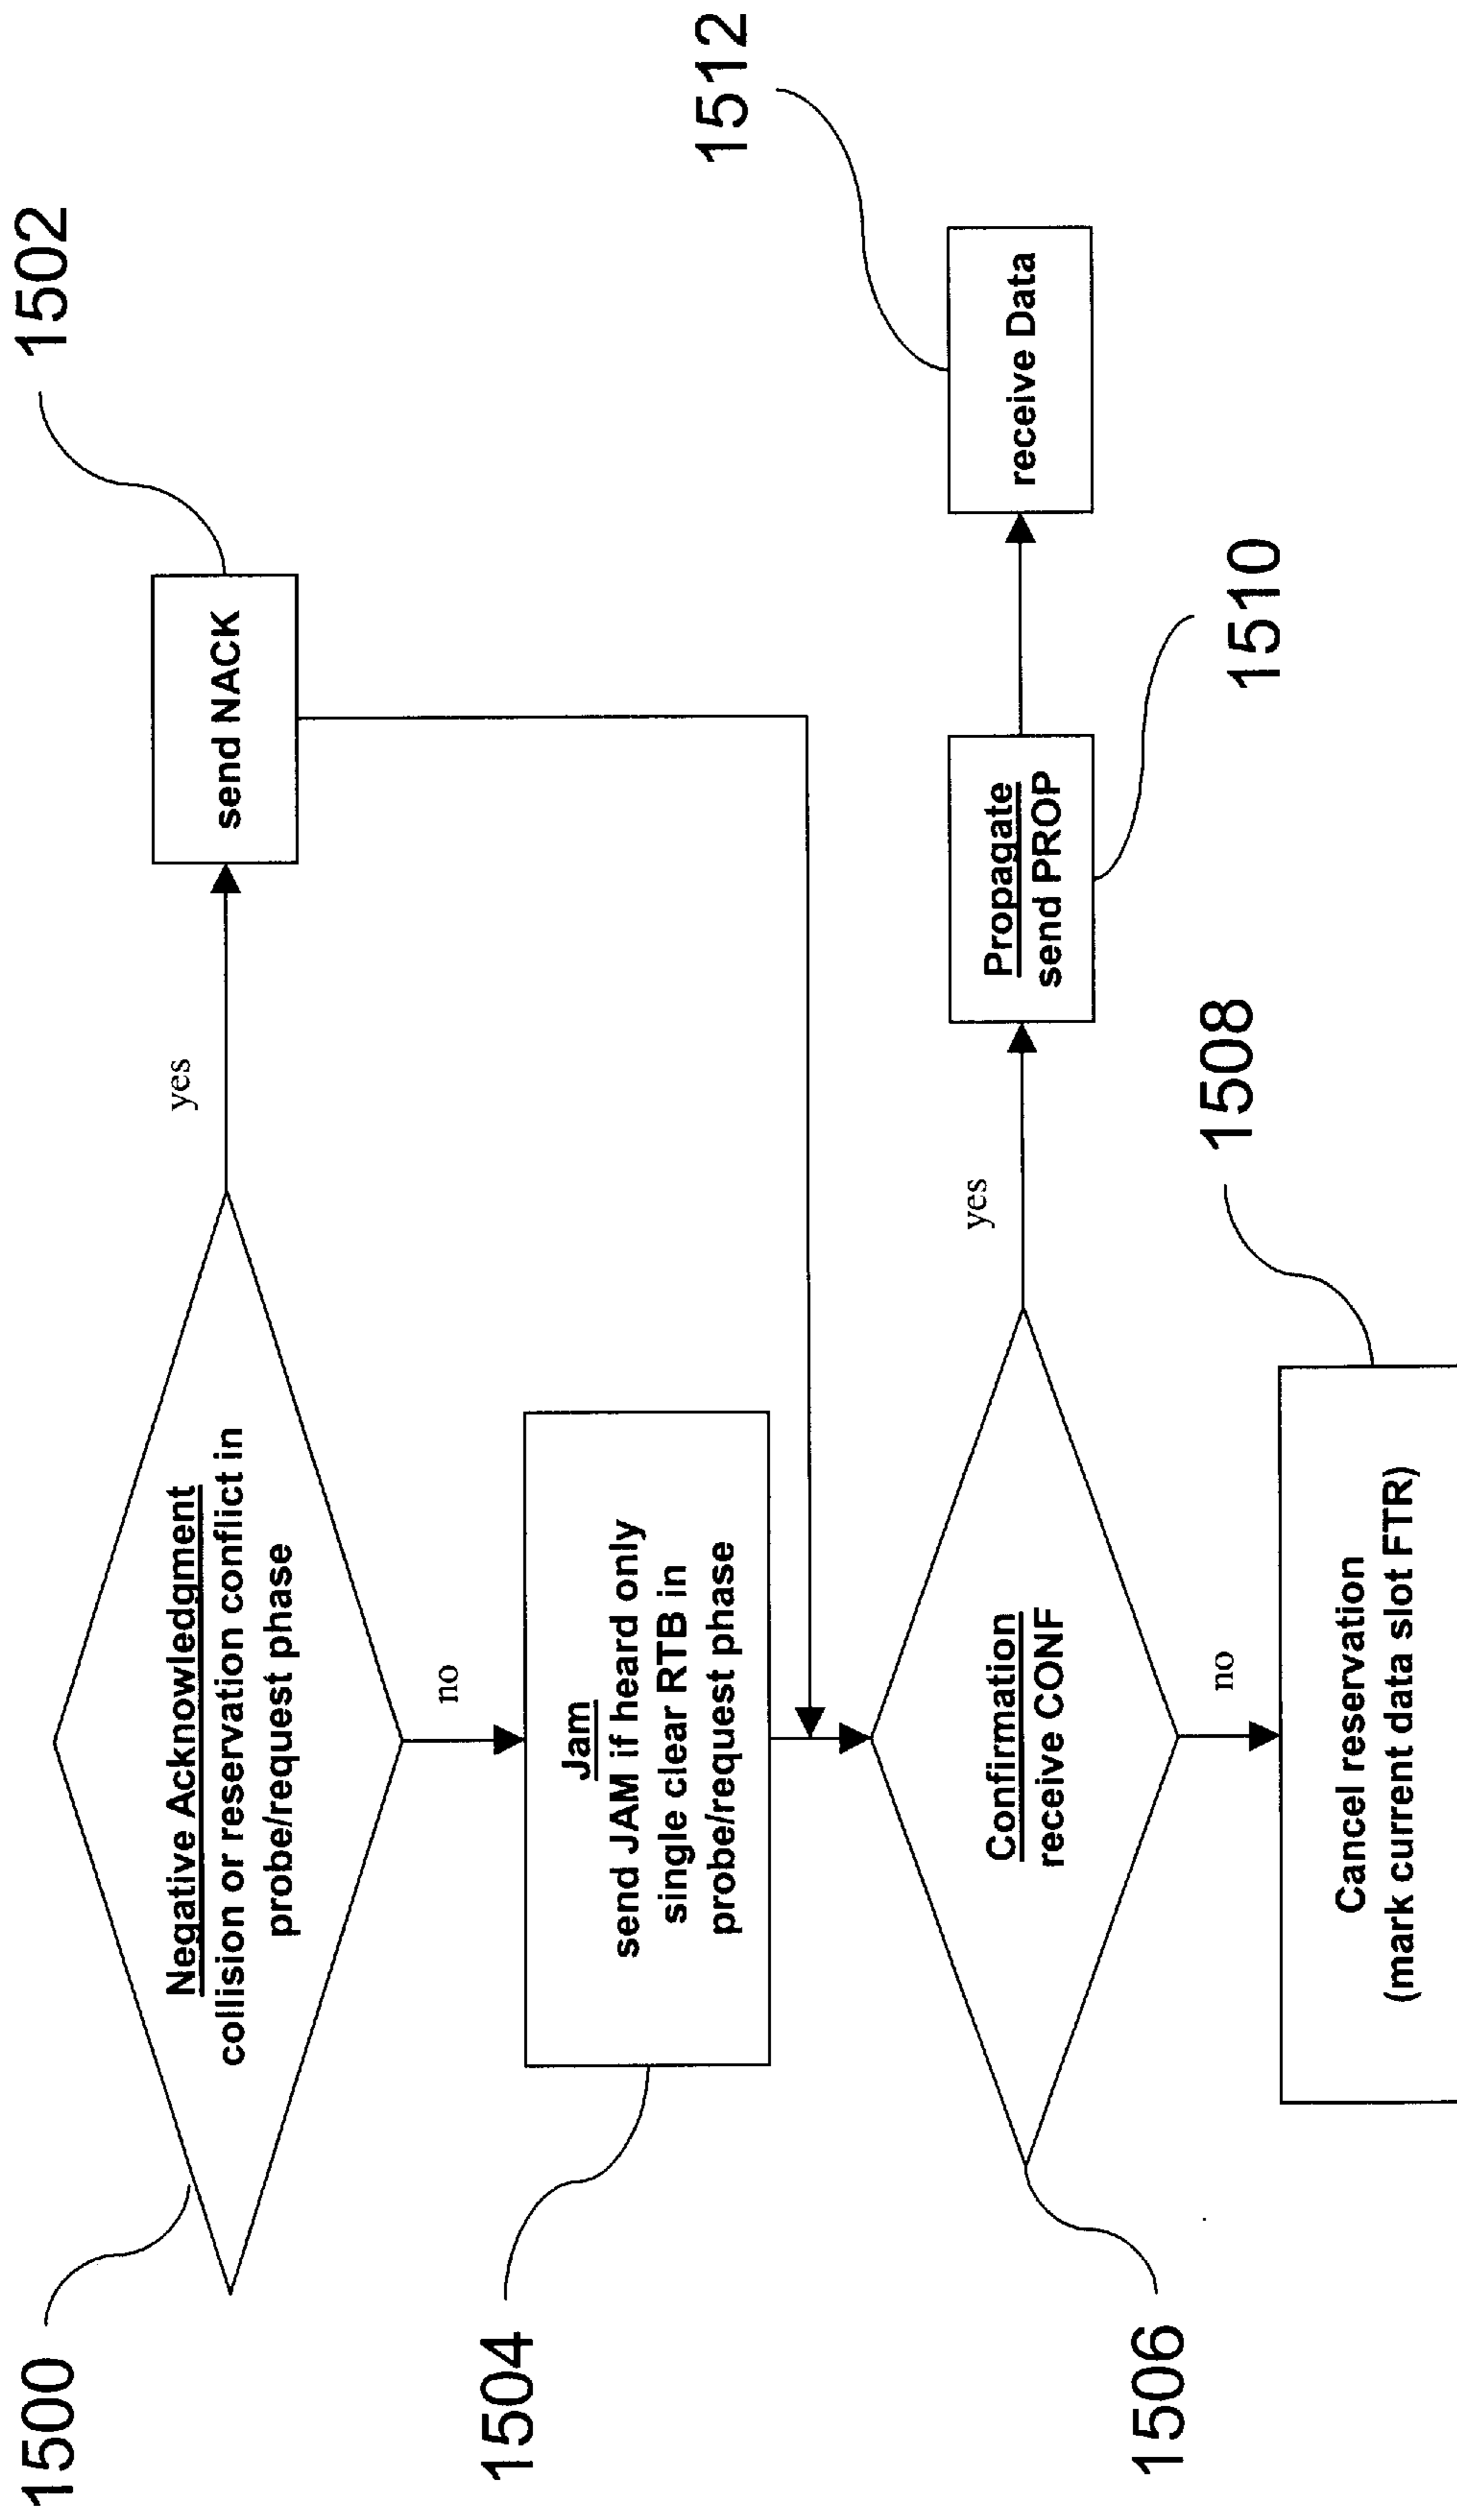 1500
Negative Acknowledgment
collision or reservation conflict in
probe/request phase
yes
send NACK
1502
no
1504
Jam
send JAM if heard only
single clear RTB in
probe/request phase
1506
Confirmation
receive CONF
yes
Propagate
send PROP
1510
receive Data
1512
no
Cancel reservation
(mark current data slot FTR)
1508